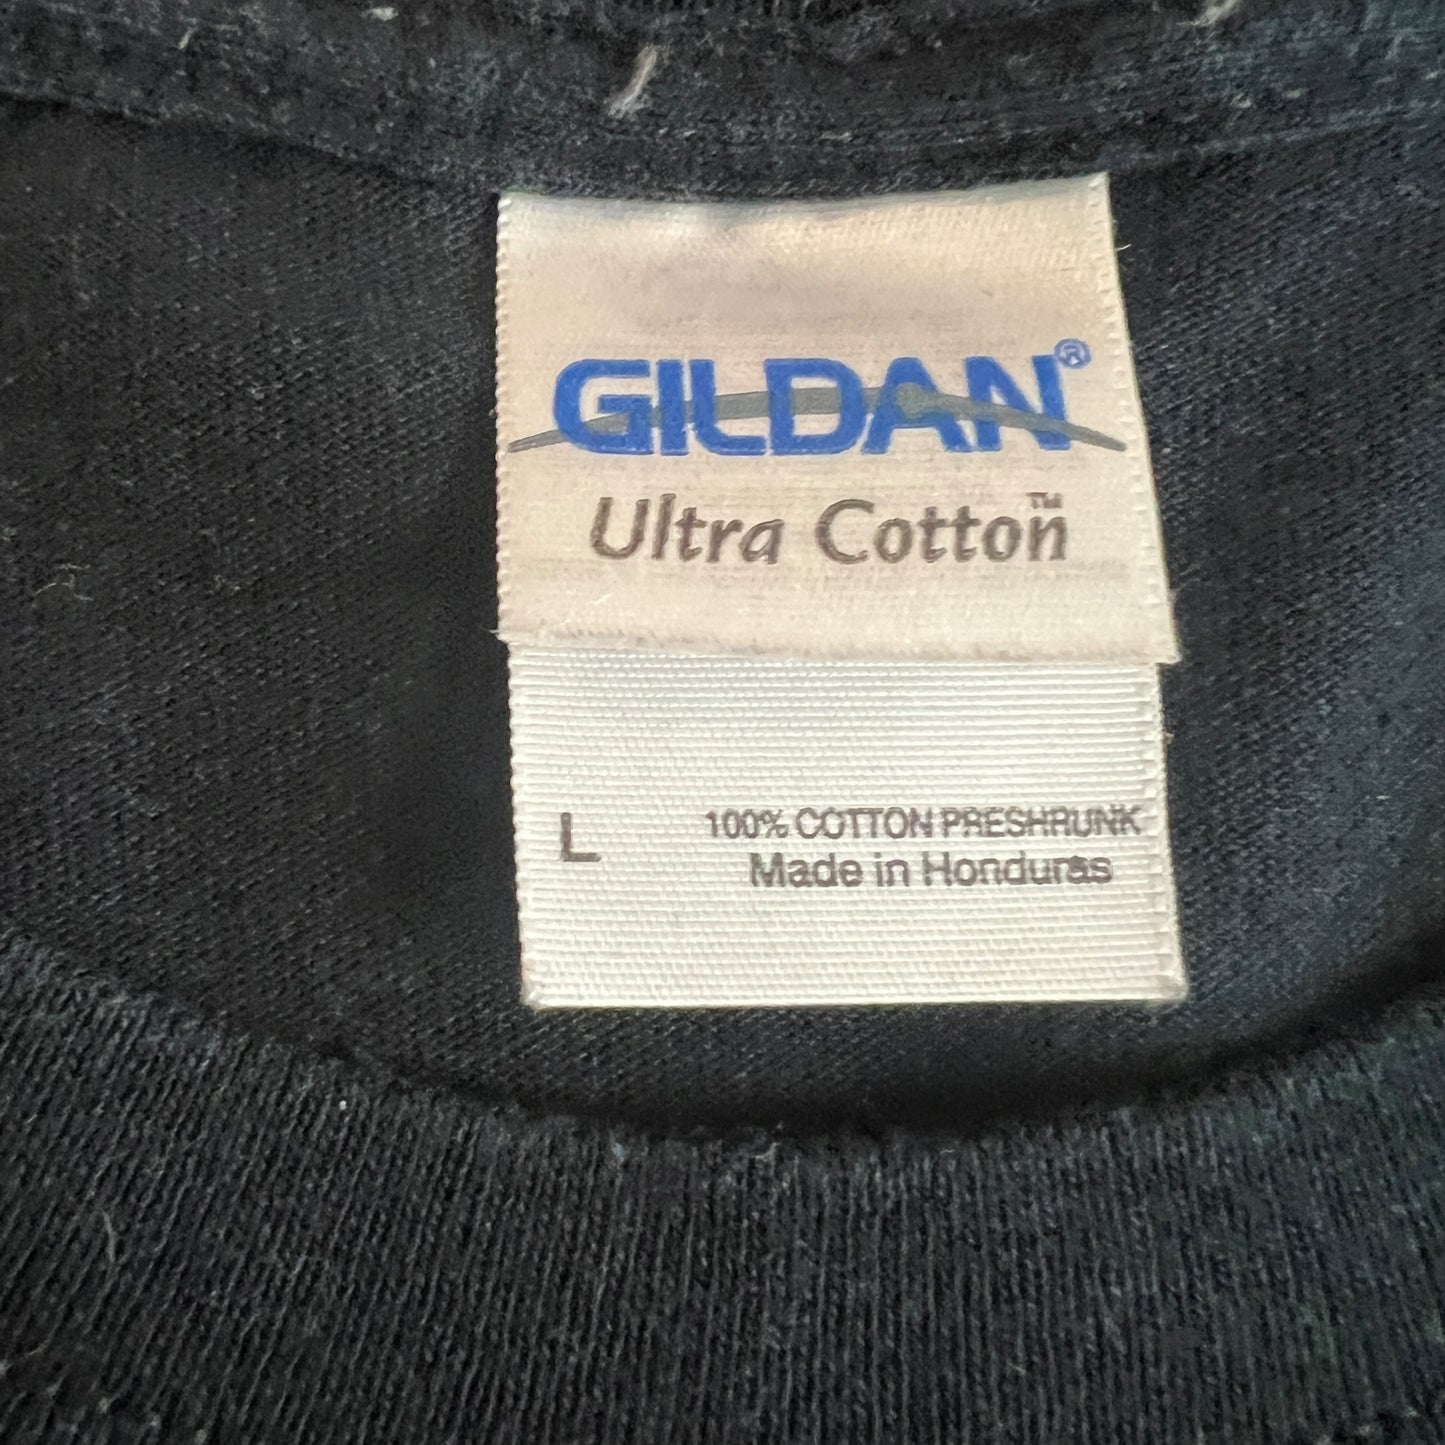 GILDAN®
Ultra Cotton™
L 100% COTTON PRESHRUNK
Made in Honduras